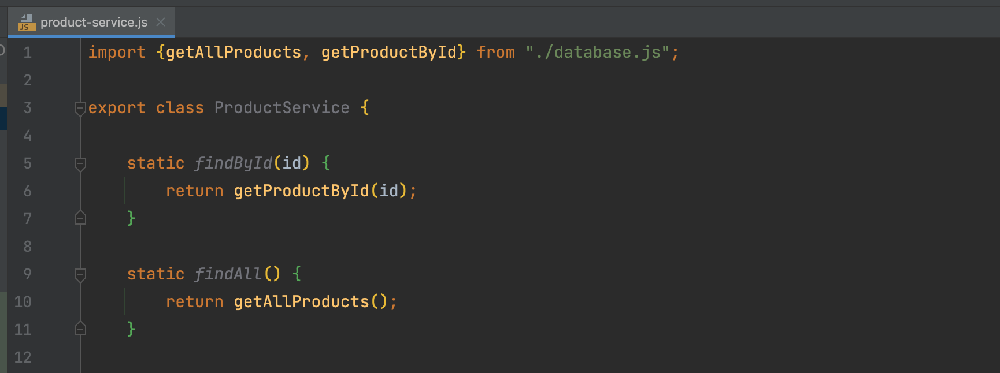 product-service.js
JS
1 import {getAllProducts, getProductById} from "./database.js";
2
3 export class ProductService {
4
5     static findById(id) {
6         return getProductById(id);
7     }
8
9     static findAll() {
10         return getAllProducts();
11     }
12